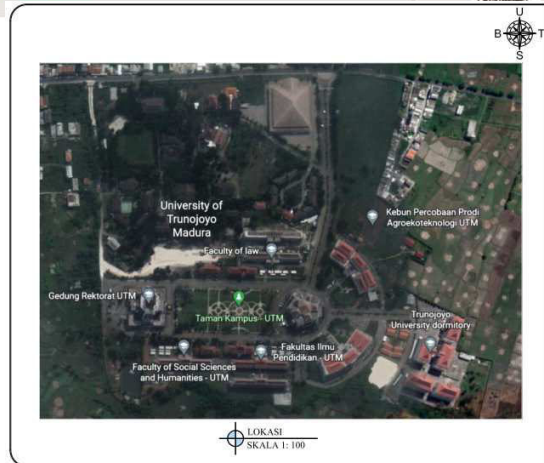 U
B
T
S
University of
Trunojoyo
Madura
Kebun Percobaan Prodi
Agroekoteknologi UTM
Faculty of law
Gedung Rektorat UTM
Taman Kampus - UTM
Trunojoyo
University dormitory
Fakultas Ilmu
Pendidikan - UTM
Faculty of Social Sciences
and Humanities - UTM
LOKASI
SKALA 1: 100